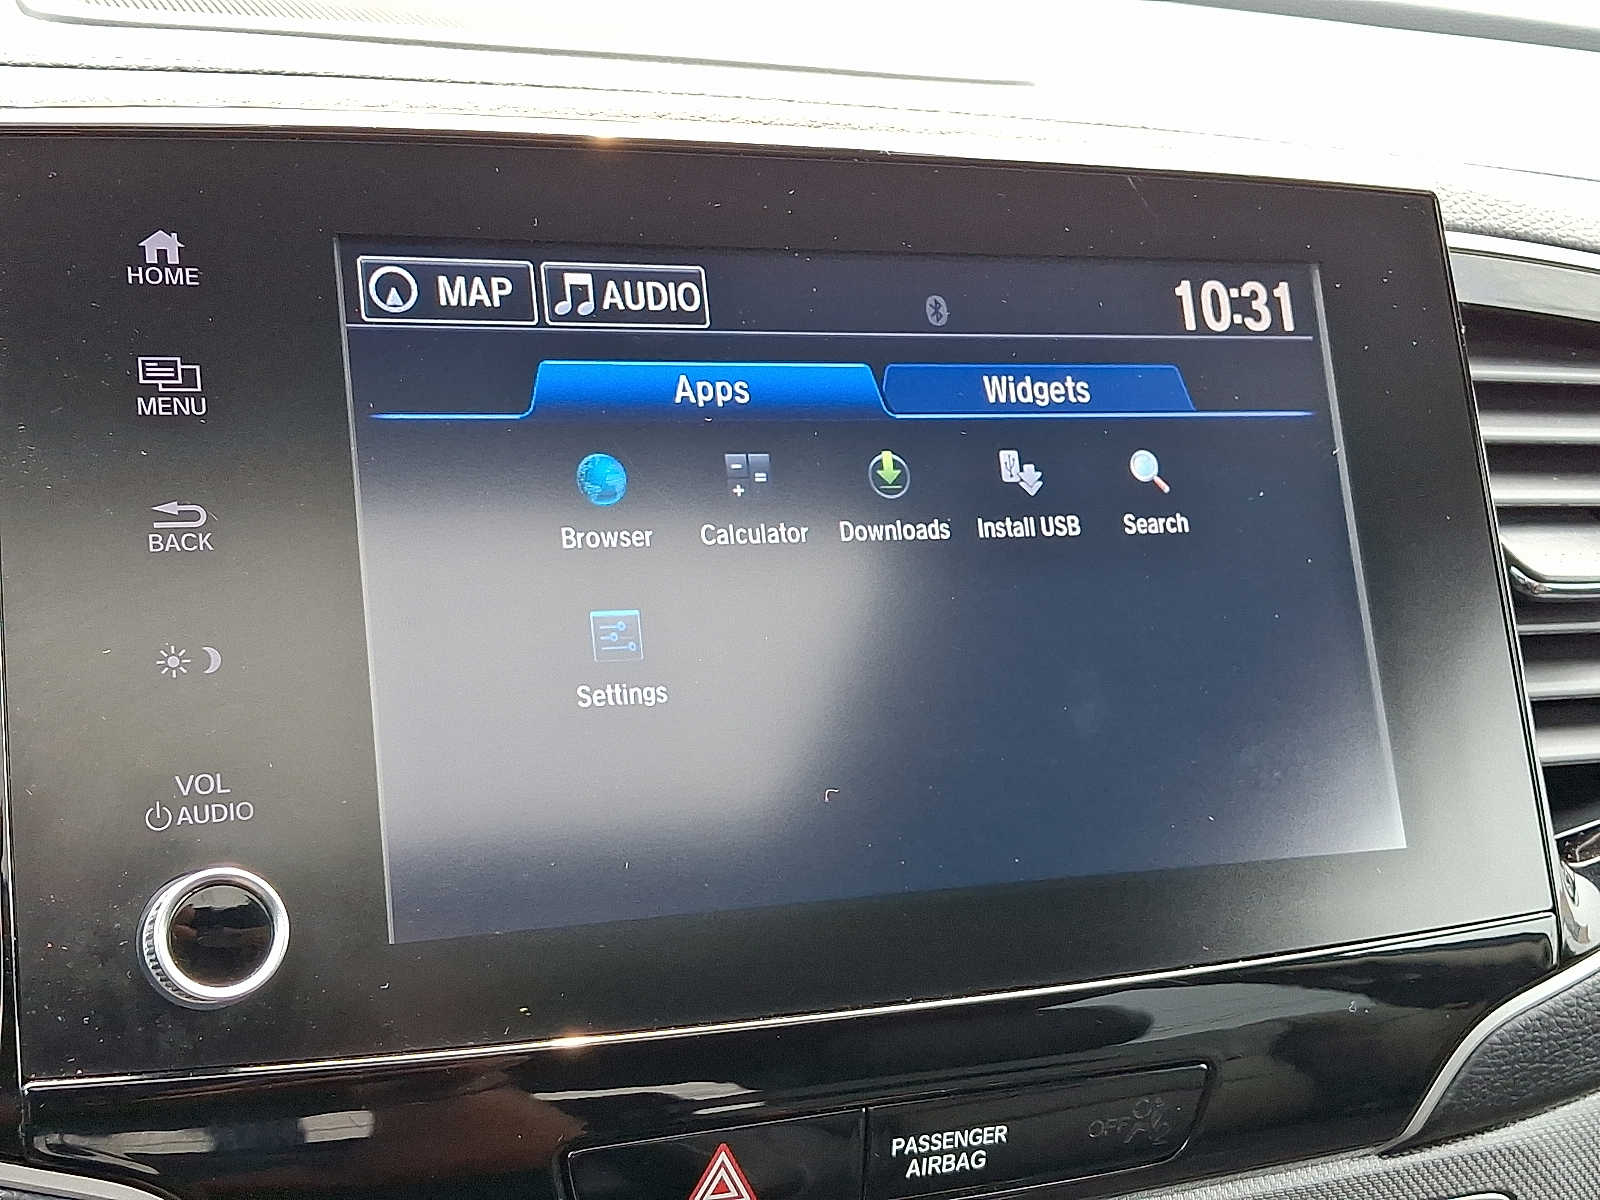 HOME
MENU
BACK
VOL
AUDIO
MAP
AUDIO
10:31
Apps
Widgets
Browser
Calculator
Downloads
Install USB
Search
Settings
PASSENGER
AIRBAG
OFF